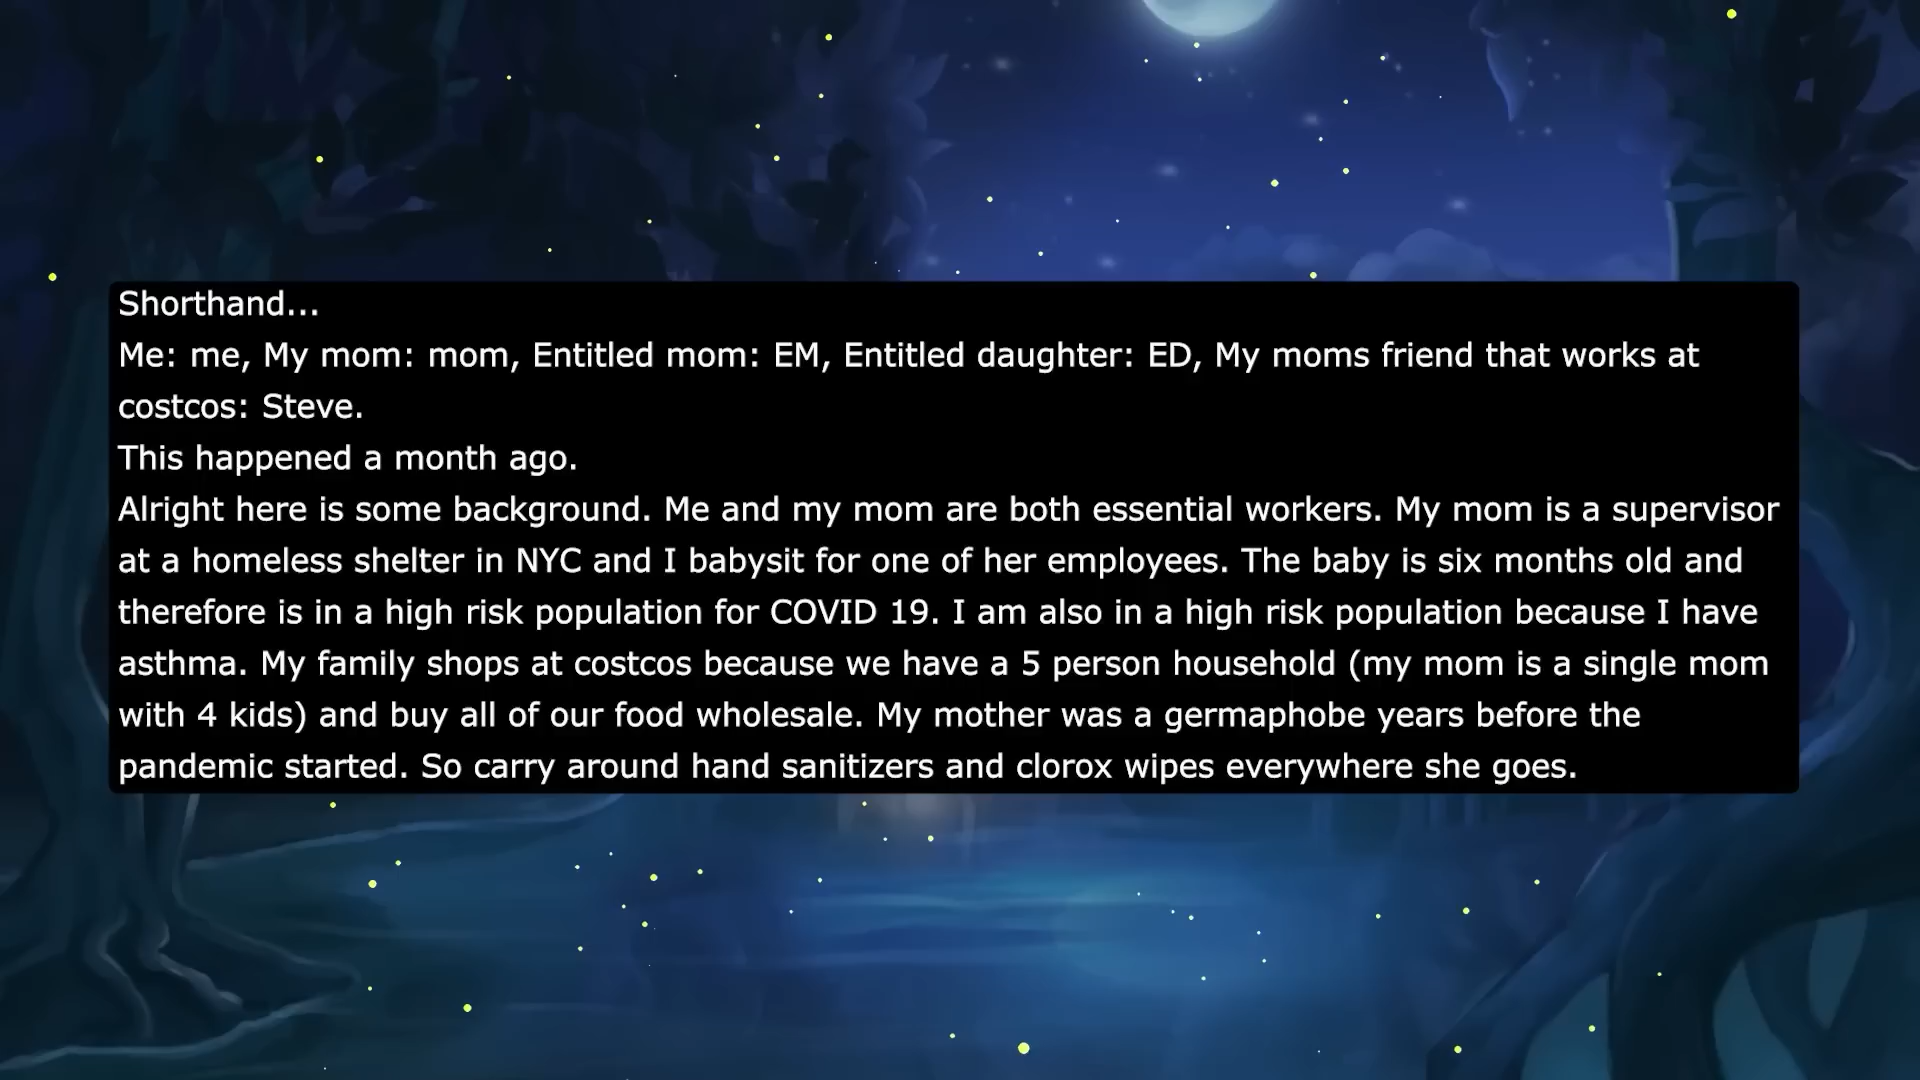 Shorthand...
Me: me, My mom: mom, Entitled mom: EM, Entitled daughter: ED, My moms friend that works at
costcos: Steve.
This happened a month ago.
Alright here is some background. Me and my mom are both essential workers. My mom is a supervisor
at a homeless shelter in NYC and I babysit for one of her employees. The baby is six months old and
therefore is in a high risk population for COVID 19. I am also in a high risk population because I have
asthma. My family shops at costcos because we have a 5 person household (my mom is a single mom
with 4 kids) and buy all of our food wholesale. My mother was a germaphobe years before the
pandemic started. So carry around hand sanitizers and clorox wipes everywhere she goes.